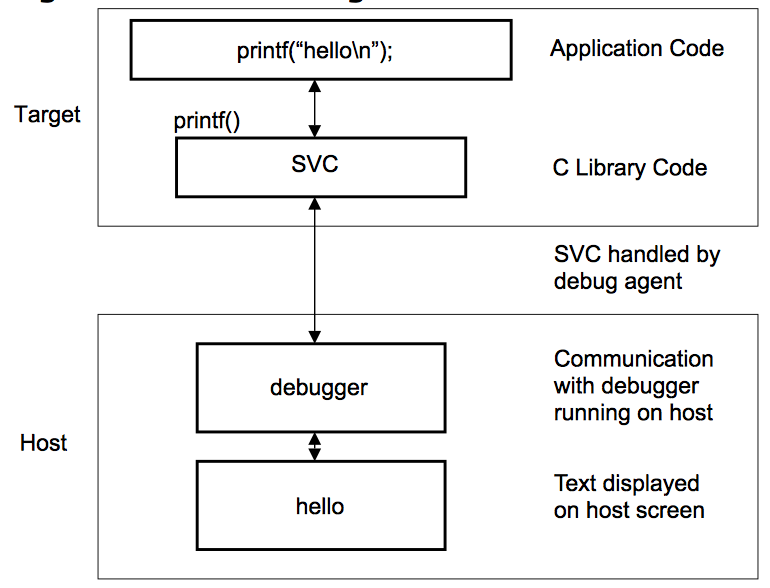 printf(“hello\n”);
Application Code
Target
printf()
SVC
C Library Code
SVC handled by
debug agent
debugger
Communication
with debugger
running on host
Host
hello
Text displayed
on host screen